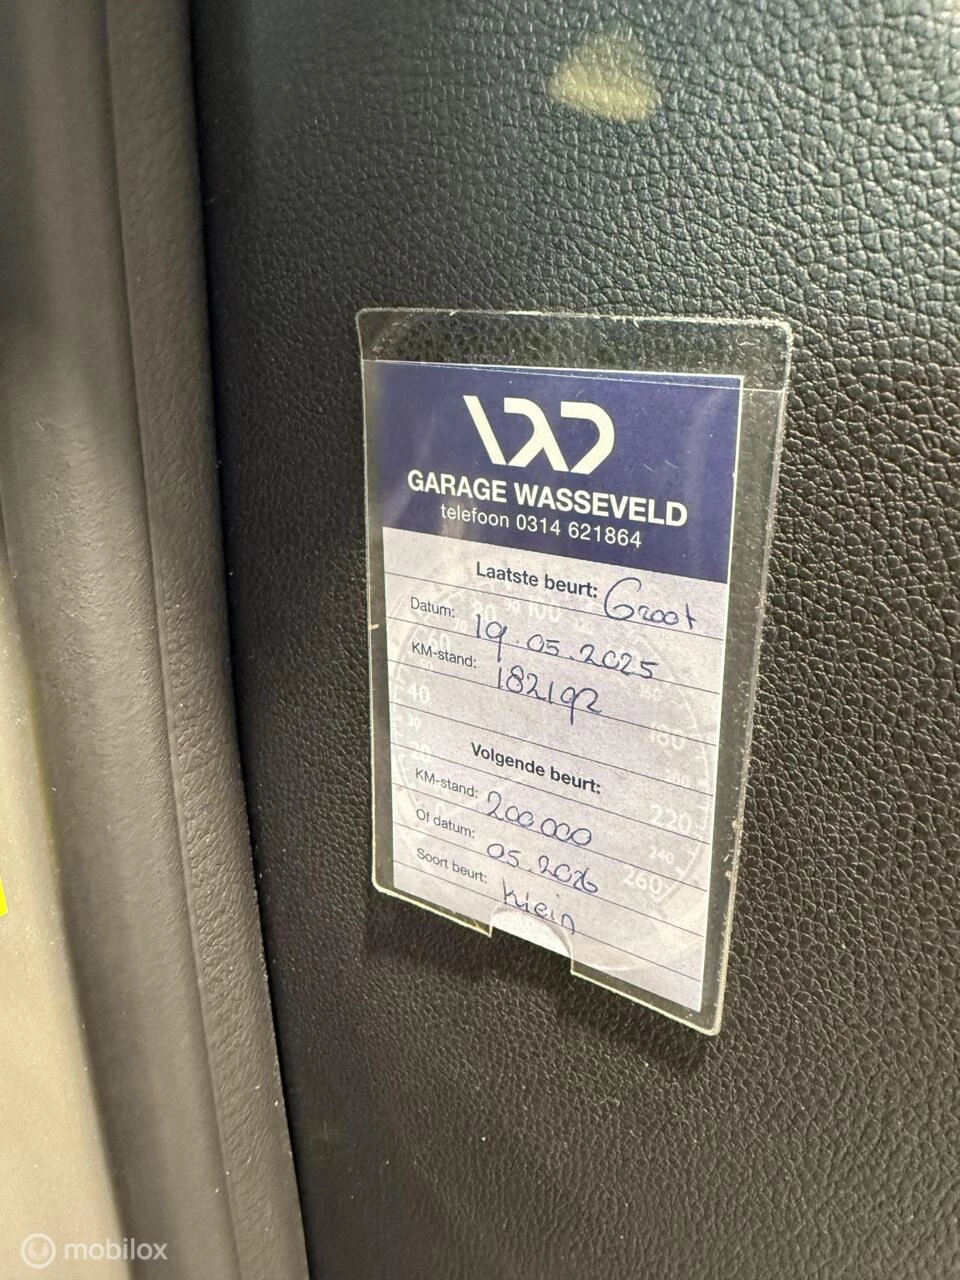 GARAGE WASSEVELD
telefoon 0314 621864
Laatste beurt: Groot
Datum: 19.05.2025
KM-stand: 182192
Volgende beurt:
KM-stand: 200000
Of datum: 05.2026
Soort beurt: Klein
mobilox